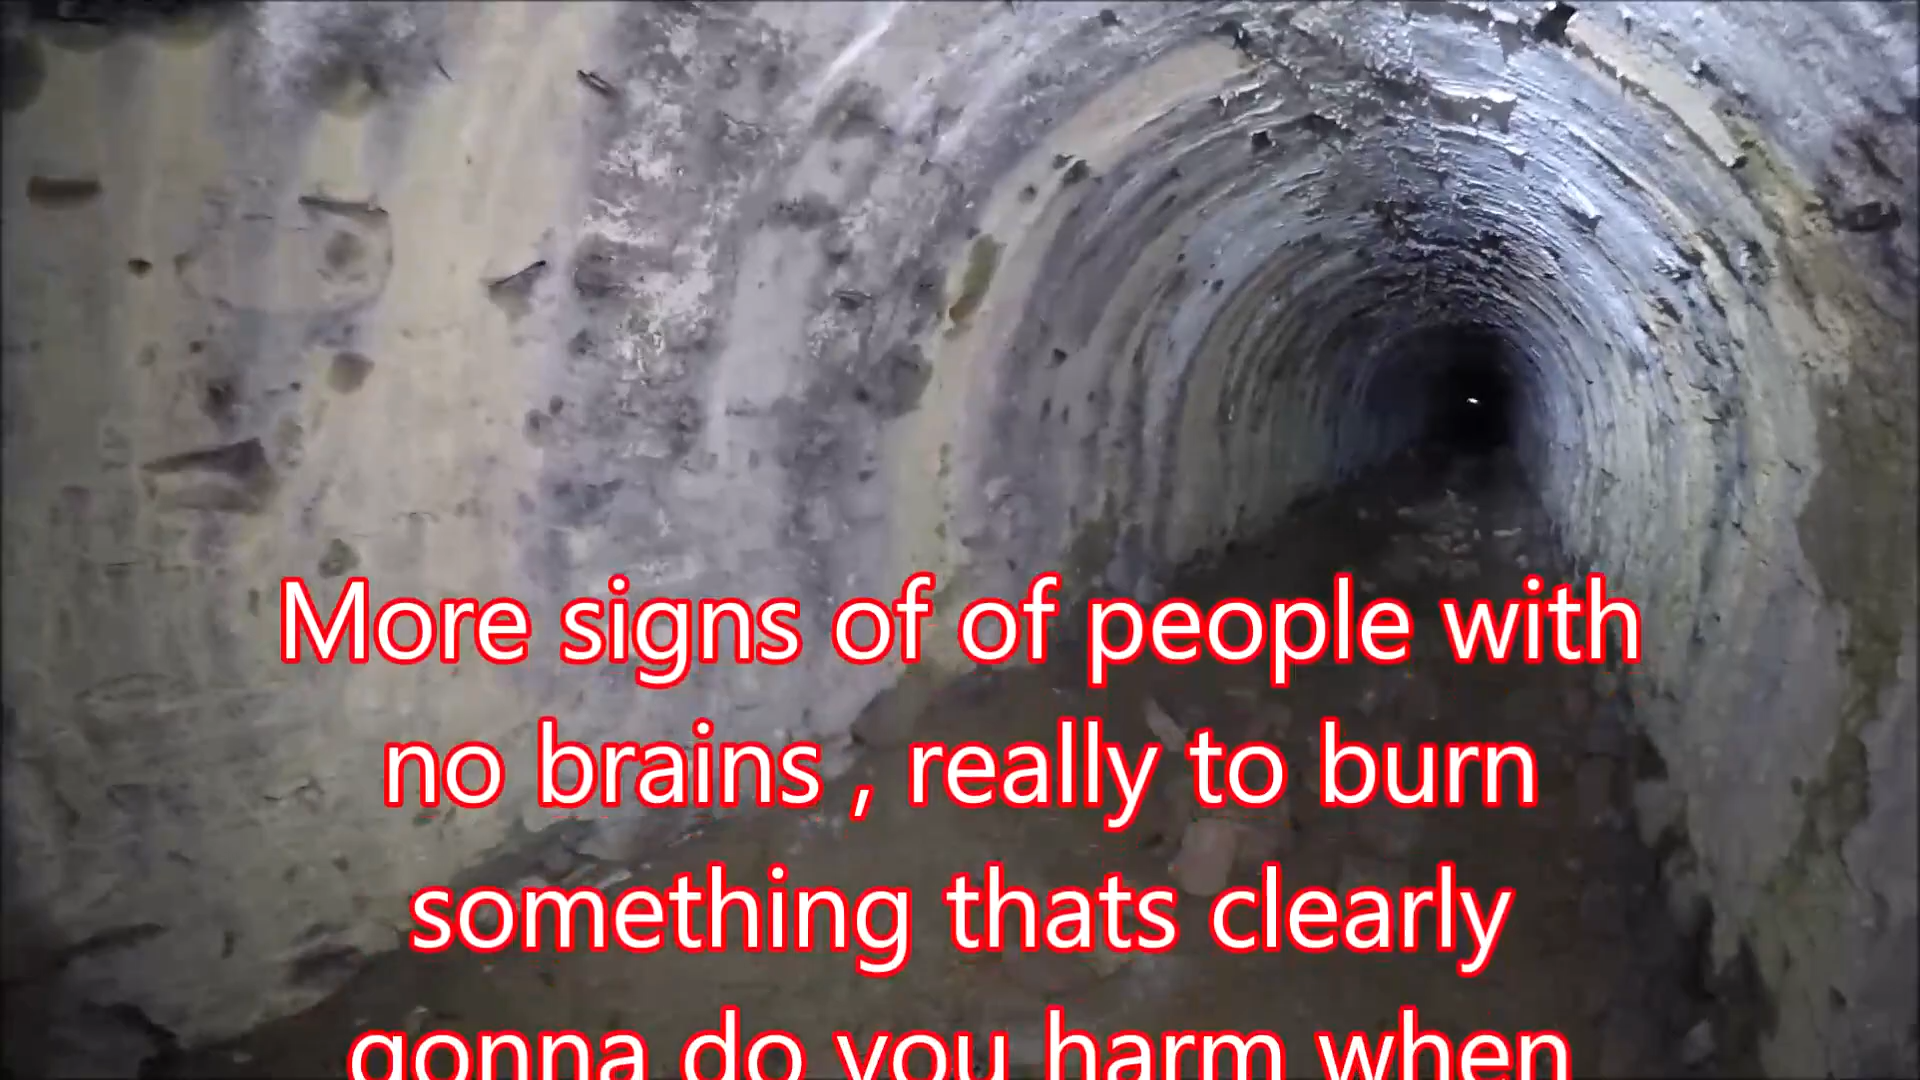 More signs of of people with
no brains , really to burn
something thats clearly
gonna do you harm when